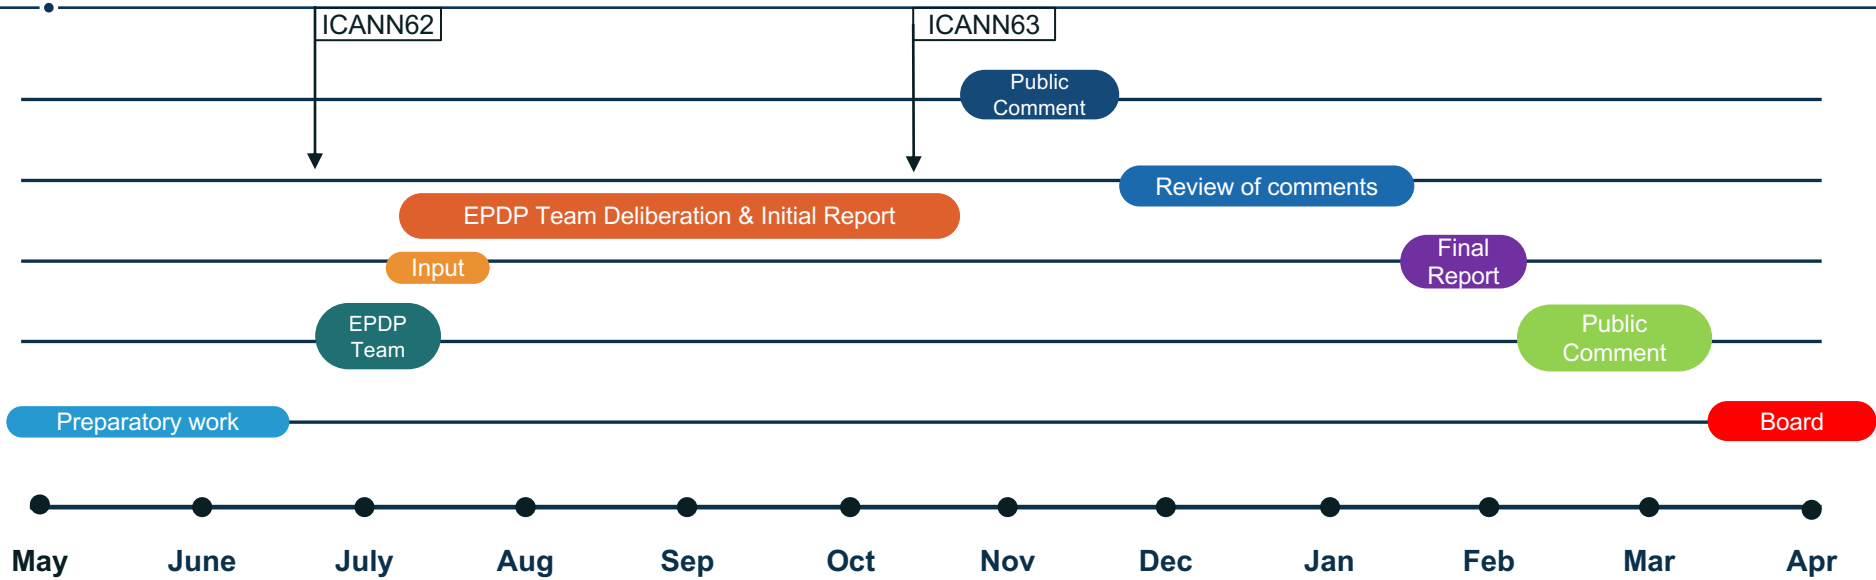 ICANN62
ICANN63
Public
Comment
Review of comments
EPDP Team Deliberation & Initial Report
Input
Final
Report
EPDP
Team
Public
Comment
Preparatory work
Board
May June July Aug Sep Oct Nov Dec Jan Feb Mar Apr